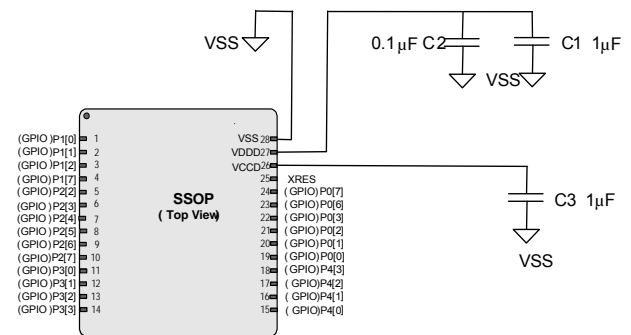 VSS
0.1µF C2
C1 1µF
VSS
(GPIO)P1[0] 1
(GPIO)P1[1] 2
(GPIO)P1[2] 3
(GPIO)P1[7] 4
(GPIO)P2[2] 5
(GPIO)P2[3] 6
(GPIO)P2[4] 7
(GPIO)P2[5] 8
(GPIO)P2[6] 9
(GPIO)P2[7] 10
(GPIO)P3[0] 11
(GPIO)P3[1] 12
(GPIO)P3[2] 13
(GPIO)P3[3] 14
SSOP
(Top View)
VSS 28
VDDD 27
VCCD 26
25 XRES
24 (GPIO)P0[7]
23 (GPIO)P0[6]
22 (GPIO)P0[3]
21 (GPIO)P0[2]
20 (GPIO)P0[1]
19 (GPIO)P0[0]
18 (GPIO)P4[3]
17 (GPIO)P4[2]
16 (GPIO)P4[1]
15 (GPIO)P4[0]
C3 1µF
VSS